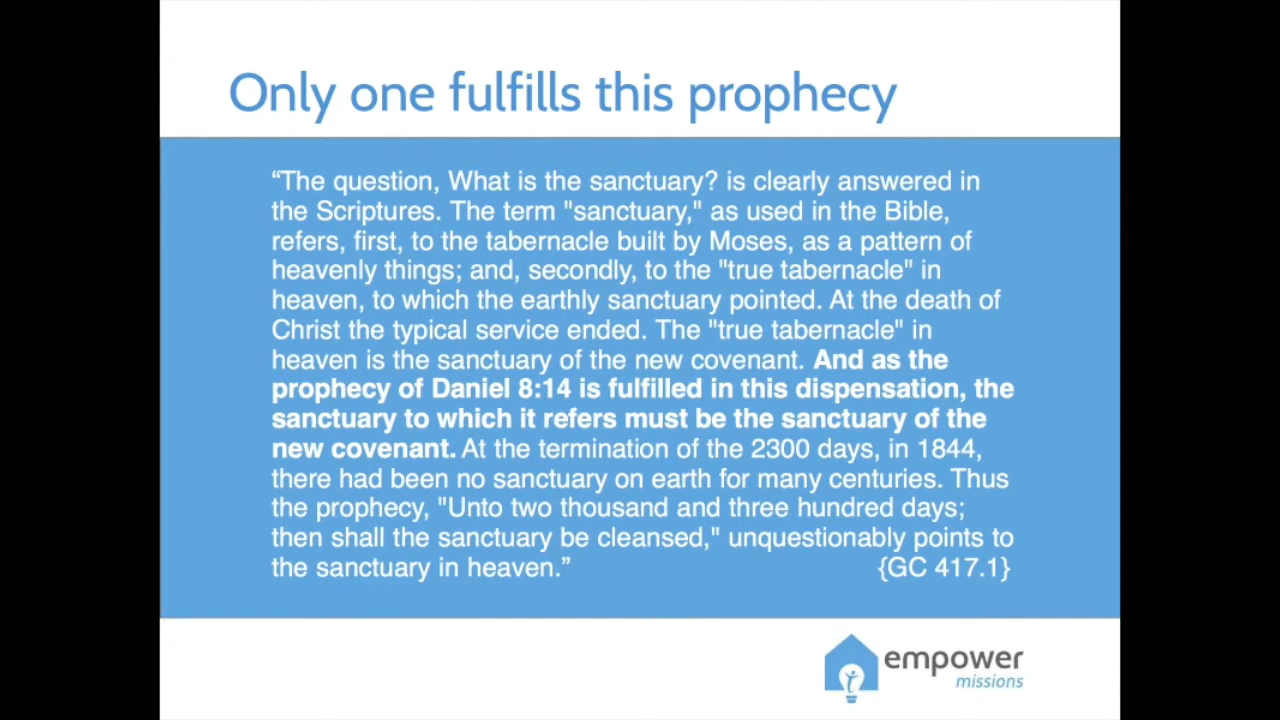 Only one fulfills this prophecy
“The question, What is the sanctuary? is clearly answered in
the Scriptures. The term "sanctuary," as used in the Bible,
refers, first, to the tabernacle built by Moses, as a pattern of
heavenly things; and, secondly, to the "true tabernacle" in
heaven, to which the earthly sanctuary pointed. At the death of
Christ the typical service ended. The "true tabernacle" in
heaven is the sanctuary of the new covenant. And as the
prophecy of Daniel 8:14 is fulfilled in this dispensation, the
sanctuary to which it refers must be the sanctuary of the
new covenant. At the termination of the 2300 days, in 1844,
there had been no sanctuary on earth for many centuries. Thus
the prophecy, "Unto two thousand and three hundred days;
then shall the sanctuary be cleansed," unquestionably points to
the sanctuary in heaven.” {GC 417.1}
empower
missions